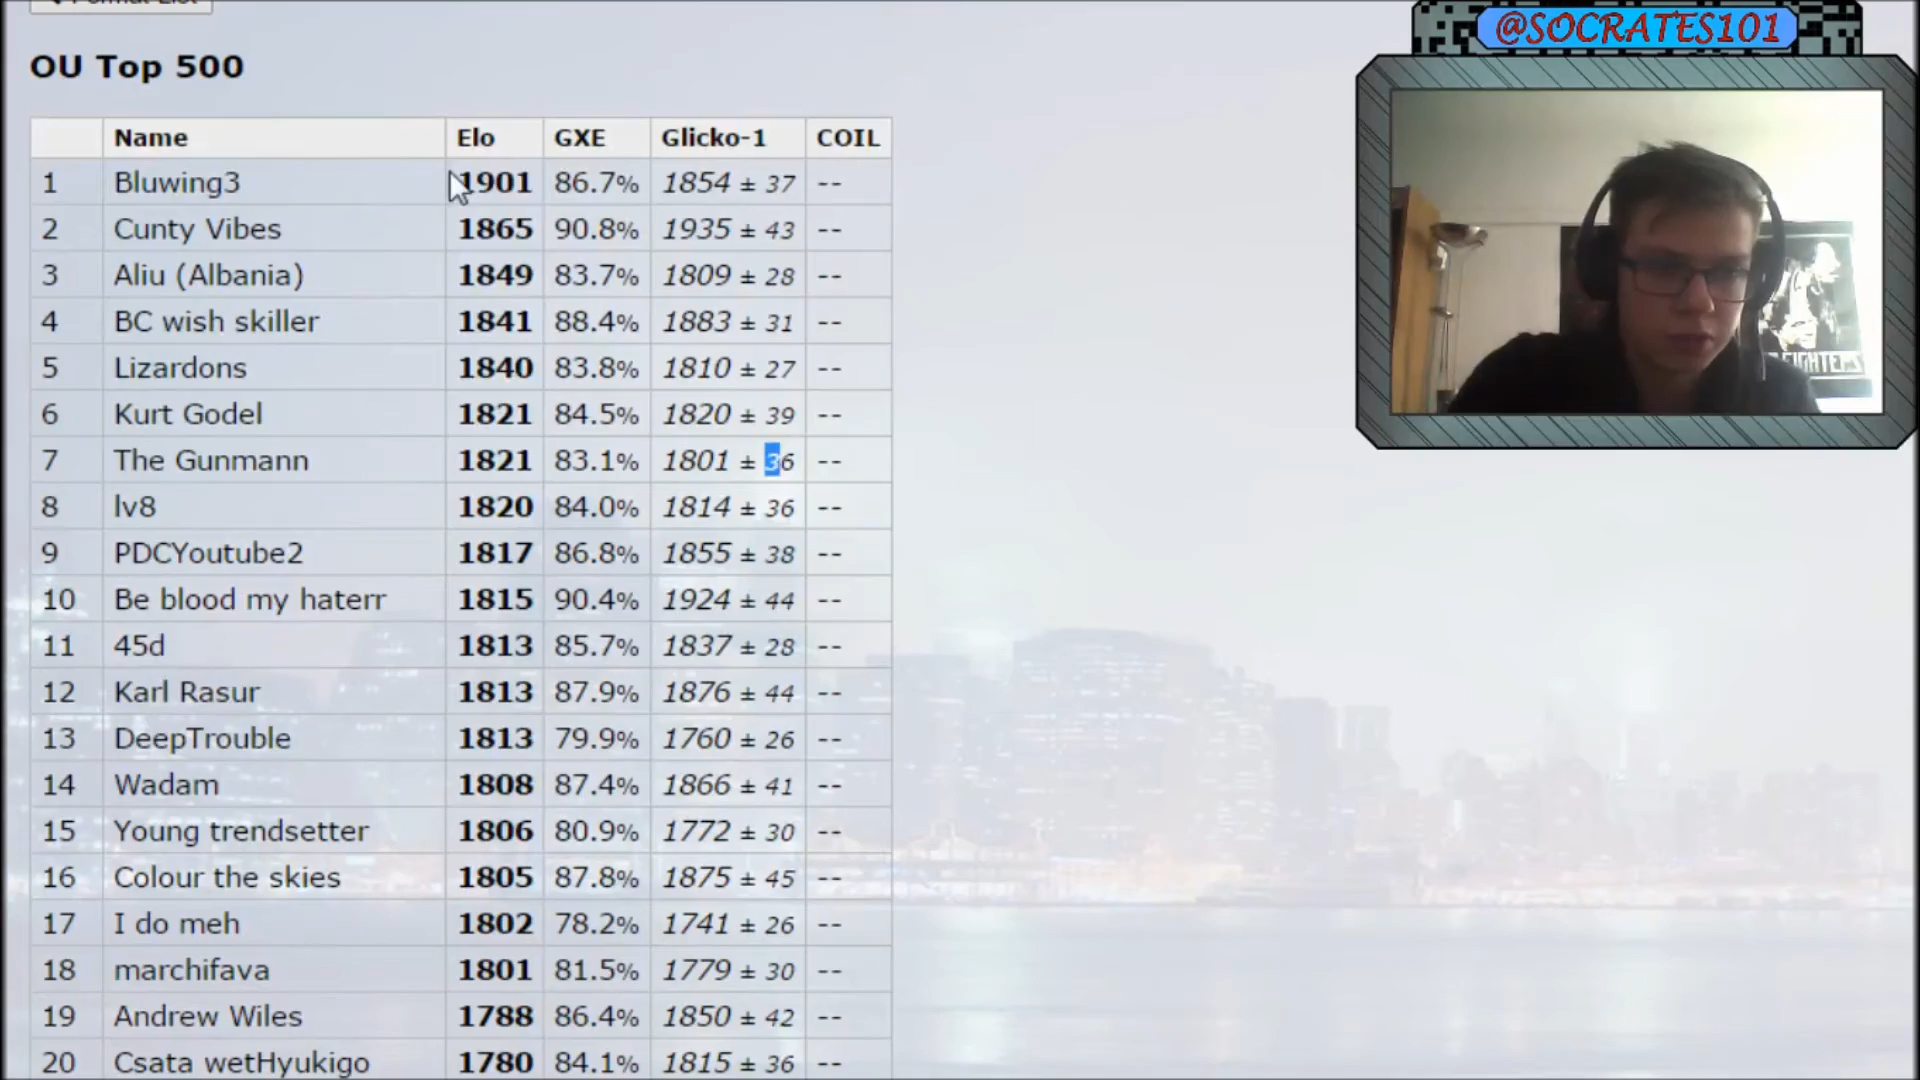 Format List
@SOCRATES101
OU Top 500
Name Elo GXE Glicko-1 COIL
1 Bluwing3 1901 86.7% 1854 ± 37 --
2 Cunty Vibes 1865 90.8% 1935 ± 43 --
3 Aliu (Albania) 1849 83.7% 1809 ± 28 --
4 BC wish skiller 1841 88.4% 1883 ± 31 --
5 Lizardons 1840 83.8% 1810 ± 27 --
6 Kurt Godel 1821 84.5% 1820 ± 39 --
7 The Gunmann 1821 83.1% 1801 ± 36 --
8 lv8 1820 84.0% 1814 ± 36 --
9 PDCYoutube2 1817 86.8% 1855 ± 38 --
10 Be blood my haterr 1815 90.4% 1924 ± 44 --
11 45d 1813 85.7% 1837 ± 28 --
12 Karl Rasur 1813 87.9% 1876 ± 44 --
13 DeepTrouble 1813 79.9% 1760 ± 26 --
14 Wadam 1808 87.4% 1866 ± 41 --
15 Young trendsetter 1806 80.9% 1772 ± 30 --
16 Colour the skies 1805 87.8% 1875 ± 45 --
17 I do meh 1802 78.2% 1741 ± 26 --
18 marchifava 1801 81.5% 1779 ± 30 --
19 Andrew Wiles 1788 86.4% 1850 ± 42 --
20 Csata wetHyukigo 1780 84.1% 1815 ± 36 --